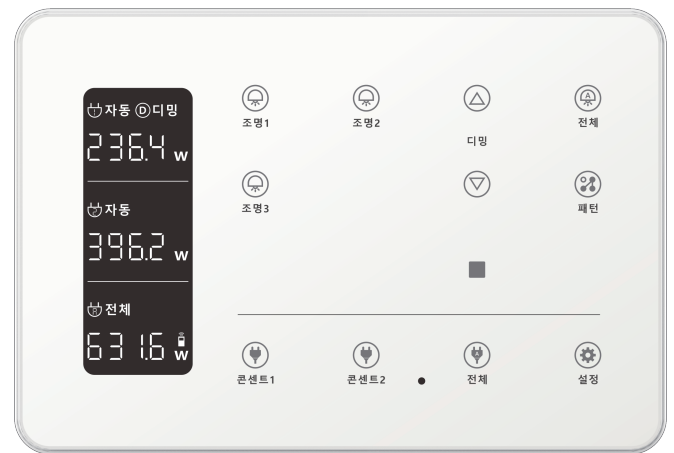 1 자동 D 디밍
236.4 W
2 자동
396.2 W
전체
631.6 W
조명1
조명2
A
전체
디밍
조명3
패턴
콘센트1
콘센트2
전체
설정